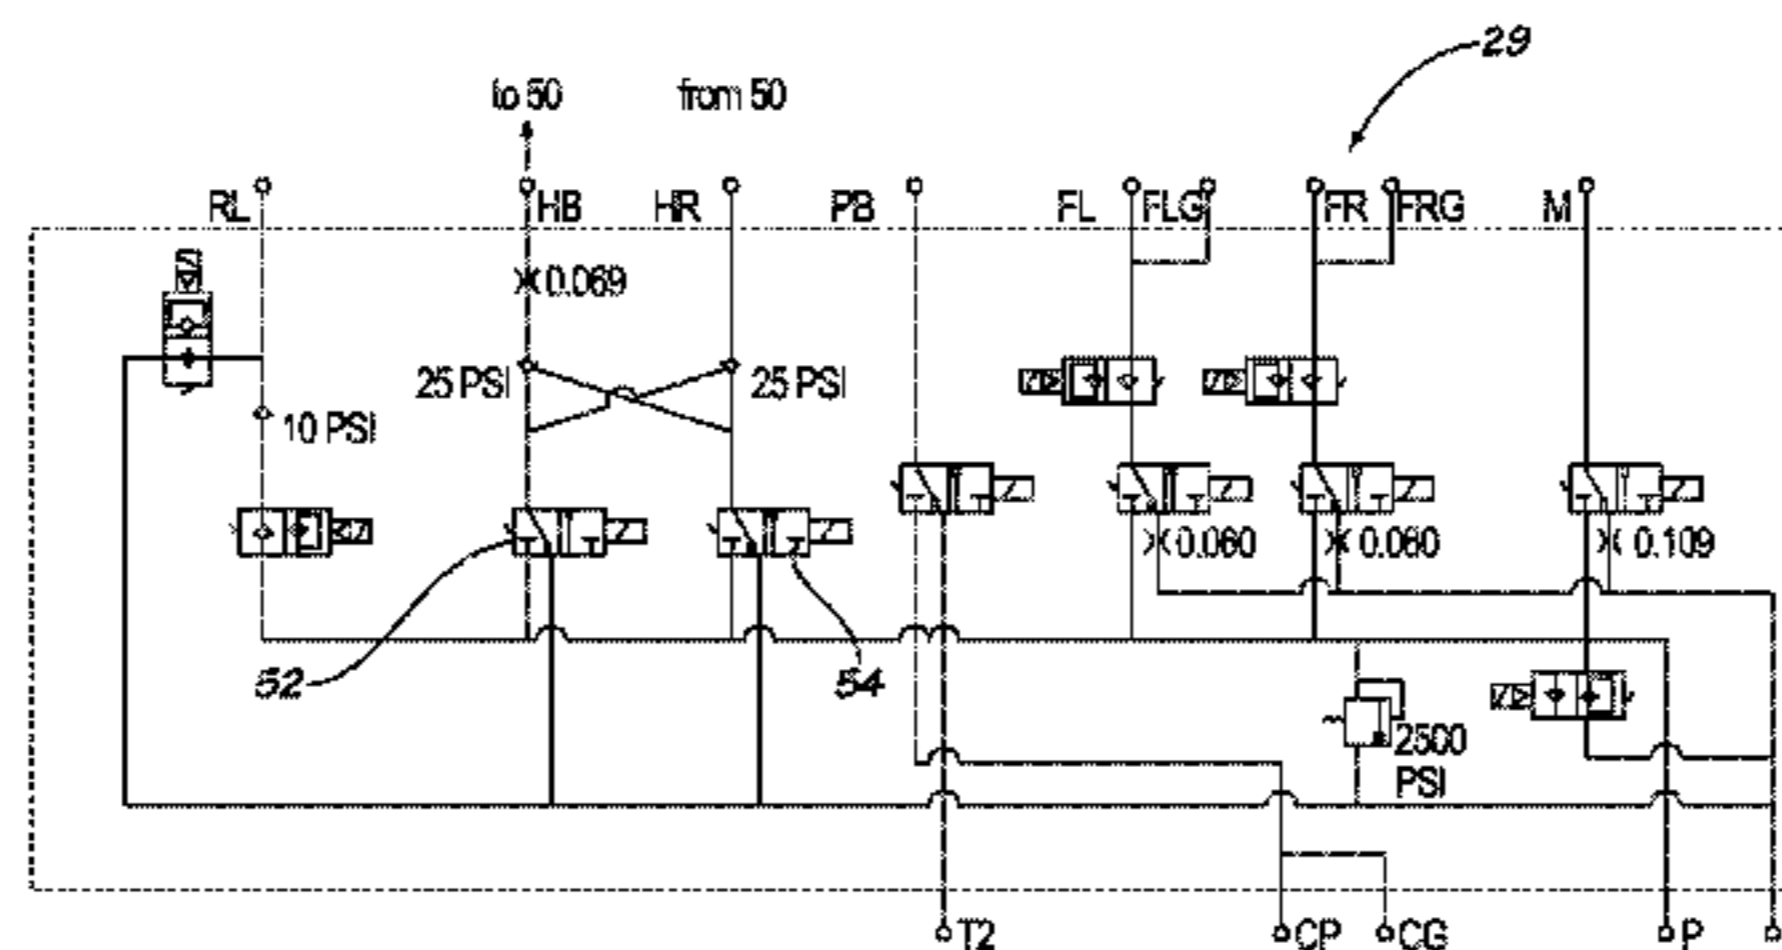 29
to 50
from 50
RL
HB
HR
PB
FL
FLG
FR
FRG
M
0.069
25 PSI
25 PSI
10 PSI
0.060
0.060
0.109
52
54
2500
PSI
T2
CP
CG
P